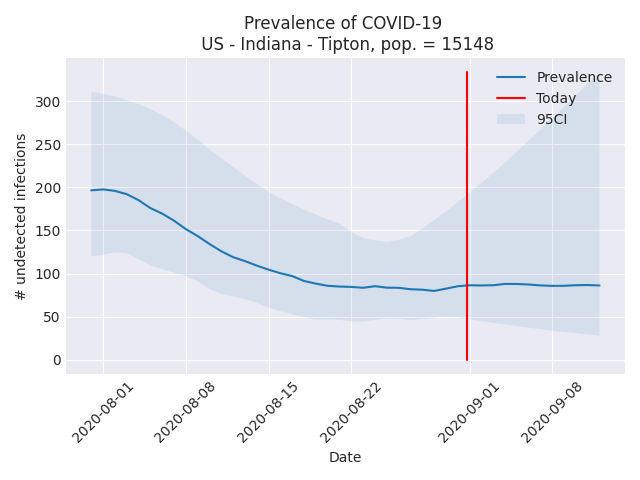 Prevalence of COVID-19
US - Indiana - Tipton, pop. = 15148
Prevalence
Today
95CI
# undetected infections
300
250
200
150
100
50
0
2020-08-01
2020-08-08
2020-08-15
2020-08-22
2020-09-01
2020-09-08
Date